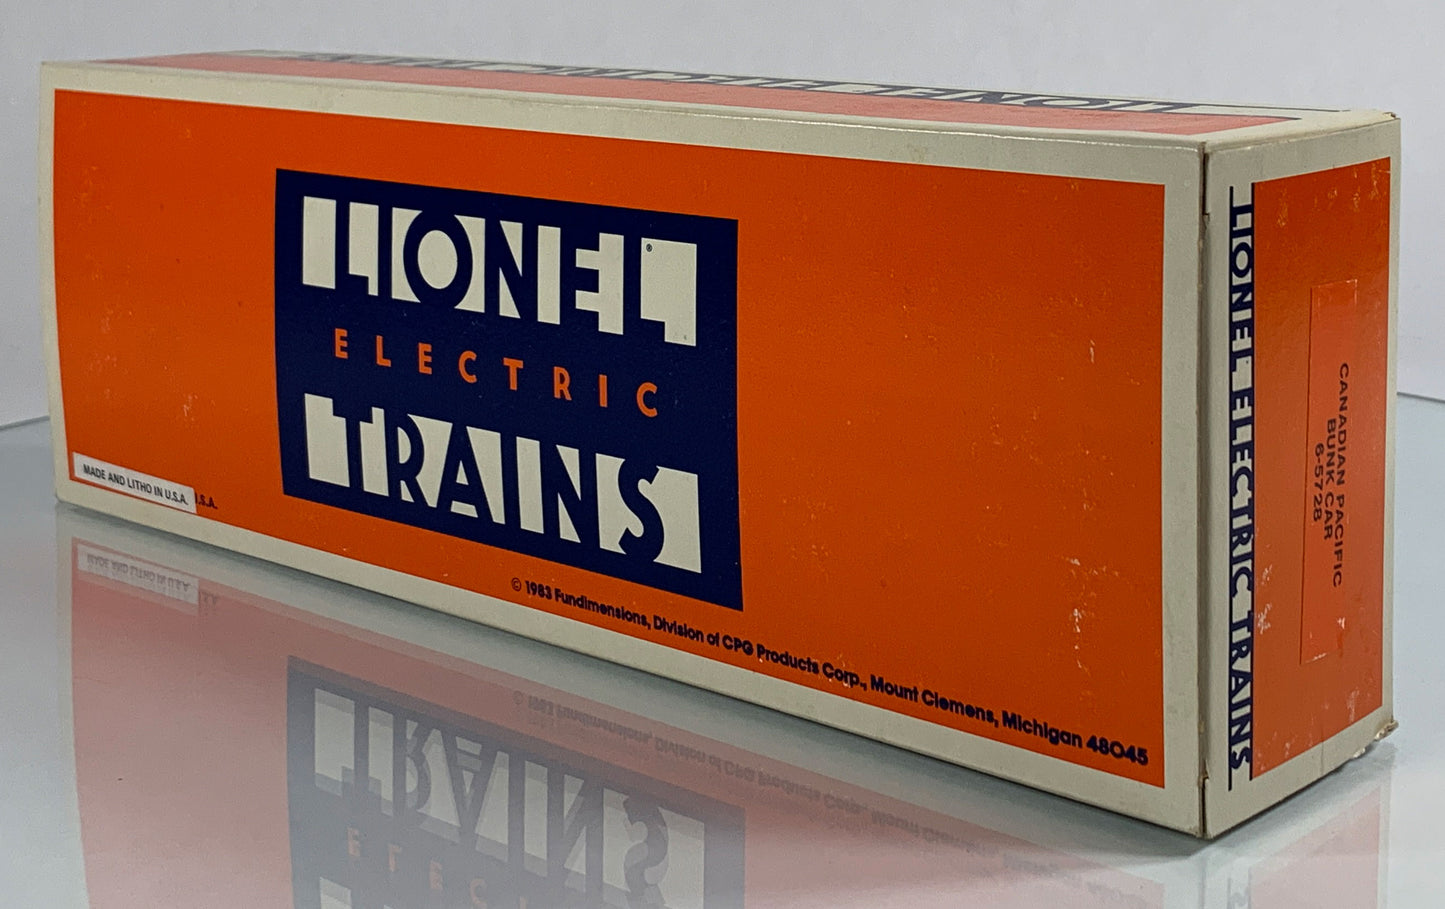 LIONEL®
ELECTRIC
TRAINS
MADE AND LITHO IN U.S.A. .S.A.
© 1983 Fundimensions, Division of CPG Products Corp., Mount Clemens, Michigan 48045
LIONEL ELECTRIC TRAINS
CANADIAN PACIFIC
BUNK CAR
6-5728